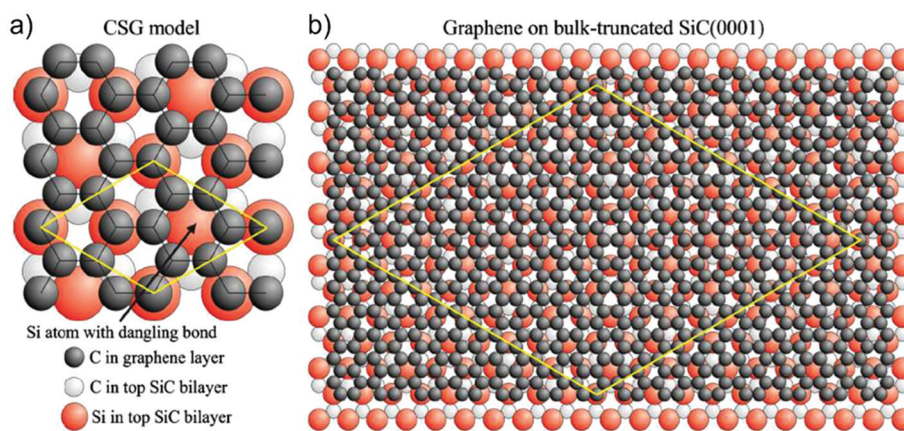 a)
CSG model
Si atom with dangling bond
C in graphene layer
C in top SiC bilayer
Si in top SiC bilayer
b)
Graphene on bulk-truncated SiC(0001)